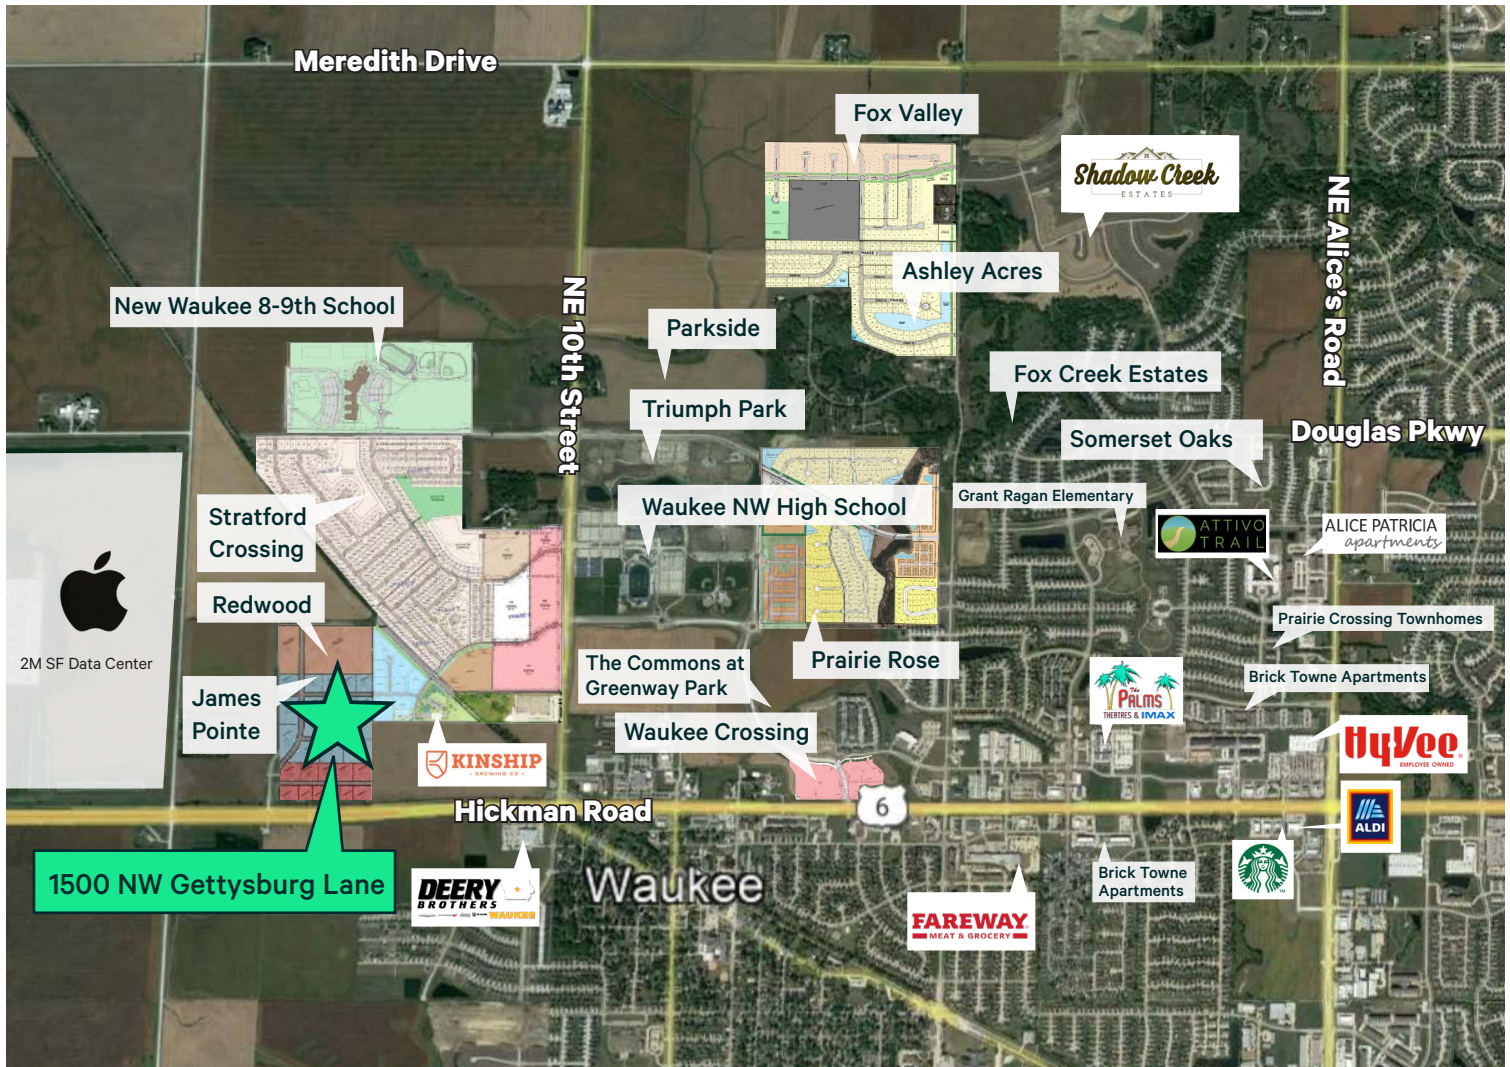 Meredith Drive
Fox Valley
Shadow Creek
ESTATES
NE Alice's Road
Ashley Acres
New Waukee 8-9th School
NE 10th Street
Parkside
Fox Creek Estates
Triumph Park
Somerset Oaks
Douglas Pkwy
Waukee NW High School
Grant Ragan Elementary
Stratford
Crossing
ATTIVO
TRAIL
ALICE PATRICIA
apartments
Redwood
Prairie Crossing Townhomes
2M SF Data Center
The Commons at
Greenway Park
Prairie Rose
Brick Towne Apartments
James
Pointe
The
PALMS
THEATRES & IMAX
Waukee Crossing
HyVee
EMPLOYEE OWNED
KINSHIP
BREWING CO
Hickman Road
6
ALDI
1500 NW Gettysburg Lane
DEERY
BROTHERS
WAUKEE
Waukee
Brick Towne
Apartments
FAREWAY
MEAT & GROCERY